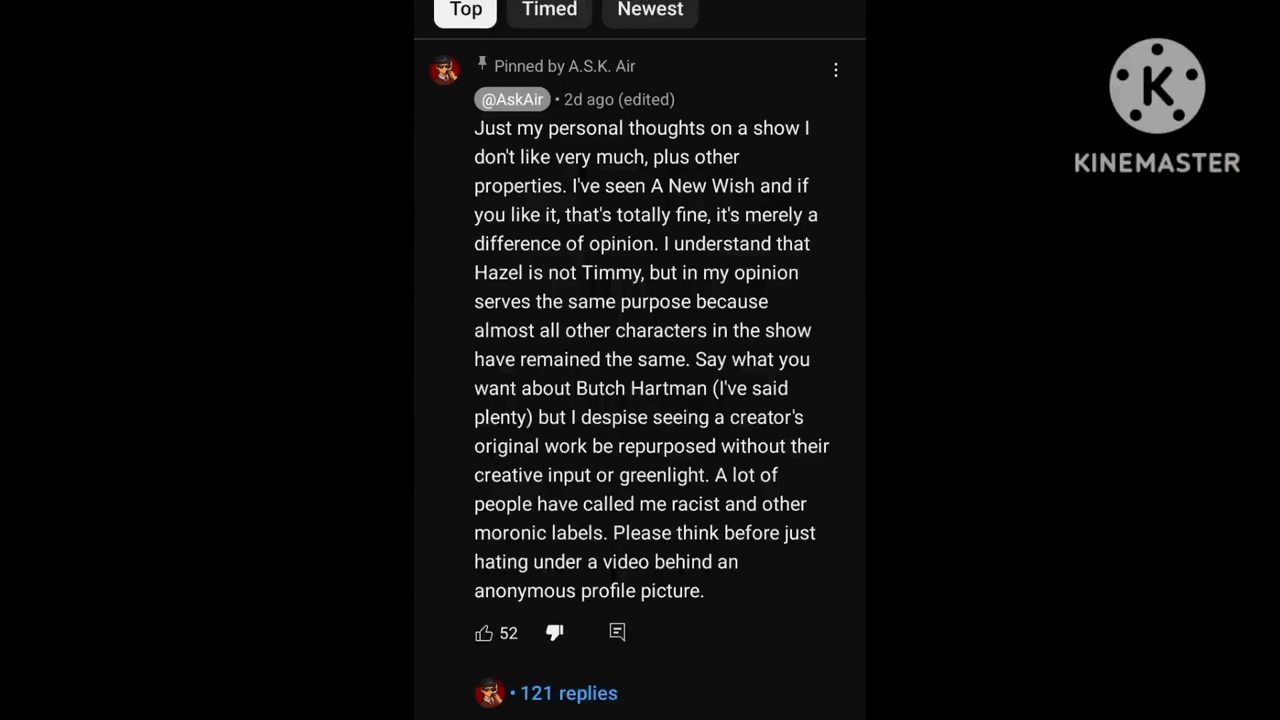 Top Timed Newest
Pinned by A.S.K. Air
@AskAir • 2d ago (edited)
Just my personal thoughts on a show I
don't like very much, plus other
properties. I've seen A New Wish and if
you like it, that's totally fine, it's merely a
difference of opinion. I understand that
Hazel is not Timmy, but in my opinion
serves the same purpose because
almost all other characters in the show
have remained the same. Say what you
want about Butch Hartman (I've said
plenty) but I despise seeing a creator's
original work be repurposed without their
creative input or greenlight. A lot of
people have called me racist and other
moronic labels. Please think before just
hating under a video behind an
anonymous profile picture.
52
• 121 replies
K
KINEMASTER